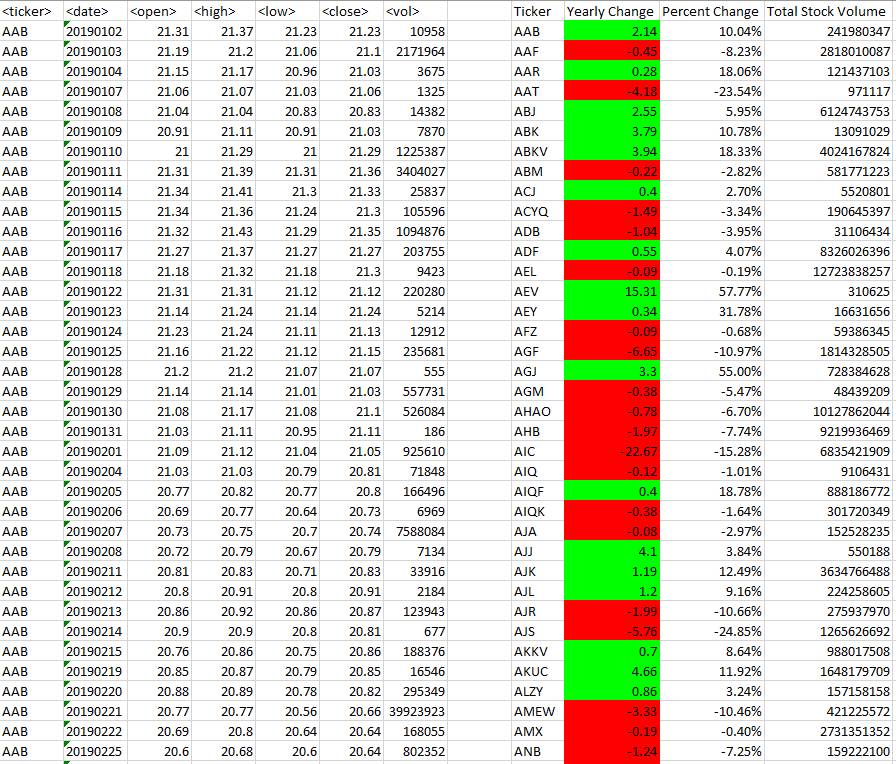 <ticker> <date> <open> <high> <low> <close> <vol> Ticker Yearly Change Percent Change Total Stock Volume
AAB 20190102 21.31 21.37 21.23 21.23 10958 AAB 2.14 10.04% 241980347
AAB 20190103 21.19 21.2 21.06 21.1 2171964 AAF -0.45 -8.23% 2818010087
AAB 20190104 21.15 21.17 20.96 21.03 3675 AAR 0.28 18.06% 121437103
AAB 20190107 21.06 21.07 21.03 21.06 1325 AAT -4.18 -23.54% 971117
AAB 20190108 21.04 21.04 20.83 20.83 14382 ABJ 2.55 5.95% 6124743753
AAB 20190109 20.91 21.11 20.91 21.03 7870 ABK 3.79 10.78% 13091029
AAB 20190110 21 21.29 21 21.29 1225387 ABKV 3.94 18.33% 4024167824
AAB 20190111 21.31 21.39 21.31 21.36 3404027 ABM -0.22 -2.82% 581771223
AAB 20190114 21.34 21.41 21.3 21.33 25837 ACJ 0.4 2.70% 5520801
AAB 20190115 21.34 21.36 21.24 21.3 105596 ACYQ -1.49 -3.34% 190645397
AAB 20190116 21.32 21.43 21.29 21.35 1094876 ADB -1.04 -3.95% 31106434
AAB 20190117 21.27 21.37 21.27 21.27 203755 ADF 0.55 4.07% 8326026396
AAB 20190118 21.18 21.32 21.18 21.3 9423 AEL -0.09 -0.19% 12723838257
AAB 20190122 21.31 21.31 21.12 21.12 220280 AEV 15.31 57.77% 310625
AAB 20190123 21.14 21.24 21.14 21.24 5214 AEY 0.34 31.78% 16631656
AAB 20190124 21.23 21.24 21.11 21.13 12912 AFZ -0.09 -0.68% 59386345
AAB 20190125 21.16 21.22 21.12 21.15 235681 AGF -6.65 -10.97% 1814328505
AAB 20190128 21.2 21.2 21.07 21.07 555 AGJ 3.3 55.00% 728384628
AAB 20190129 21.14 21.14 21.01 21.03 557731 AGM -0.38 -5.47% 48439209
AAB 20190130 21.08 21.17 21.08 21.1 526084 AHAO -0.78 -6.70% 10127862044
AAB 20190131 21.03 21.11 20.95 21.11 186 AHB -1.97 -7.74% 9219936469
AAB 20190201 21.09 21.12 21.04 21.05 925610 AIC -22.67 -15.28% 6835421909
AAB 20190204 21.03 21.03 20.79 20.81 71848 AIQ -0.12 -1.01% 9106431
AAB 20190205 20.77 20.82 20.77 20.8 166496 AIQF 0.4 18.78% 888186772
AAB 20190206 20.69 20.77 20.64 20.73 6969 AIQK -0.38 -1.64% 301720349
AAB 20190207 20.73 20.75 20.7 20.74 7588084 AJA -0.08 -2.97% 152528235
AAB 20190208 20.72 20.79 20.67 20.79 7134 AJJ 4.1 3.84% 550188
AAB 20190211 20.81 20.83 20.71 20.83 33916 AJK 1.19 12.49% 3634766488
AAB 20190212 20.8 20.91 20.8 20.91 2184 AJL 1.2 9.16% 224258605
AAB 20190213 20.86 20.92 20.86 20.87 123943 AJR -1.99 -10.66% 275937970
AAB 20190214 20.9 20.9 20.8 20.81 677 AJS -5.76 -24.85% 1265626692
AAB 20190215 20.76 20.86 20.75 20.86 188376 AKKV 0.7 8.64% 988017508
AAB 20190219 20.85 20.87 20.79 20.85 16546 AKUC 4.66 11.92% 1648179709
AAB 20190220 20.88 20.89 20.78 20.82 295349 ALZY 0.86 3.24% 157158158
AAB 20190221 20.77 20.77 20.56 20.66 39923923 AMEW -3.33 -10.46% 421225572
AAB 20190222 20.69 20.8 20.64 20.64 168055 AMX -0.19 -0.40% 2731351352
AAB 20190225 20.6 20.68 20.6 20.64 802352 ANB -1.24 -7.25% 159222100